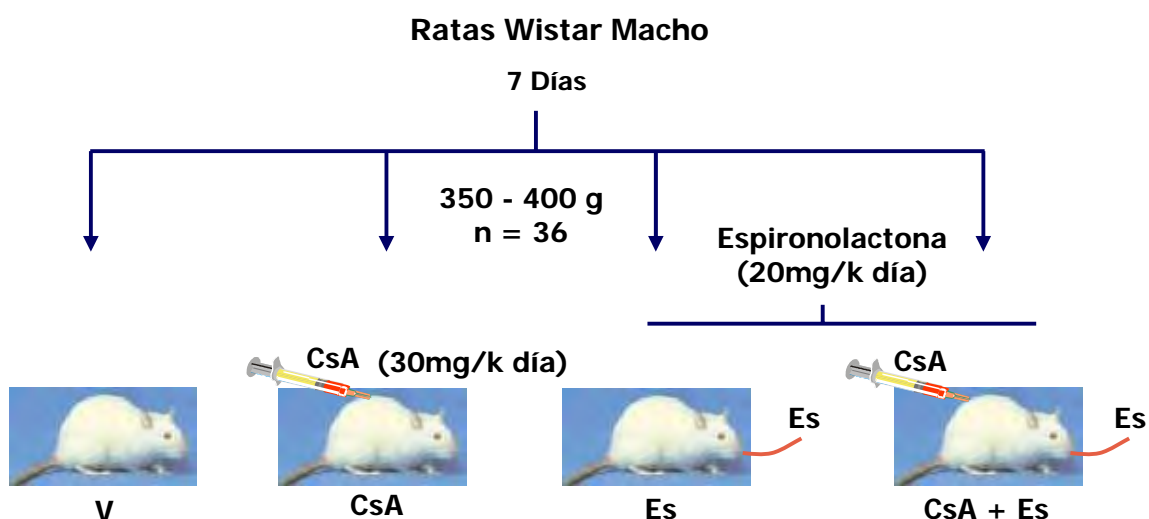 Ratas Wistar Macho
7 Días
350 - 400 g
n = 36
Espironolactona
(20mg/k día)
CsA (30mg/k día)
CsA
Es
Es
V
CsA
Es
CsA + Es